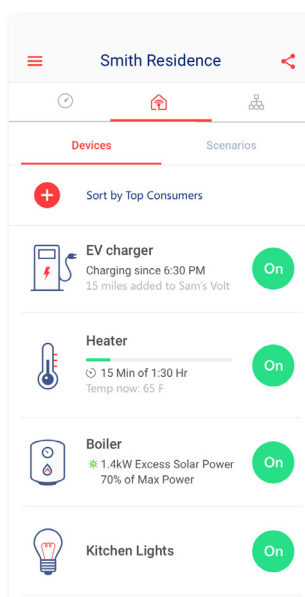 Smith Residence
Devices
Scenarios
Sort by Top Consumers
EV charger
Charging since 6:30 PM
15 miles added to Sam's Volt
On
Heater
15 Min of 1:30 Hr
Temp now: 65 F
On
Boiler
1.4kW Excess Solar Power
70% of Max Power
On
Kitchen Lights
On